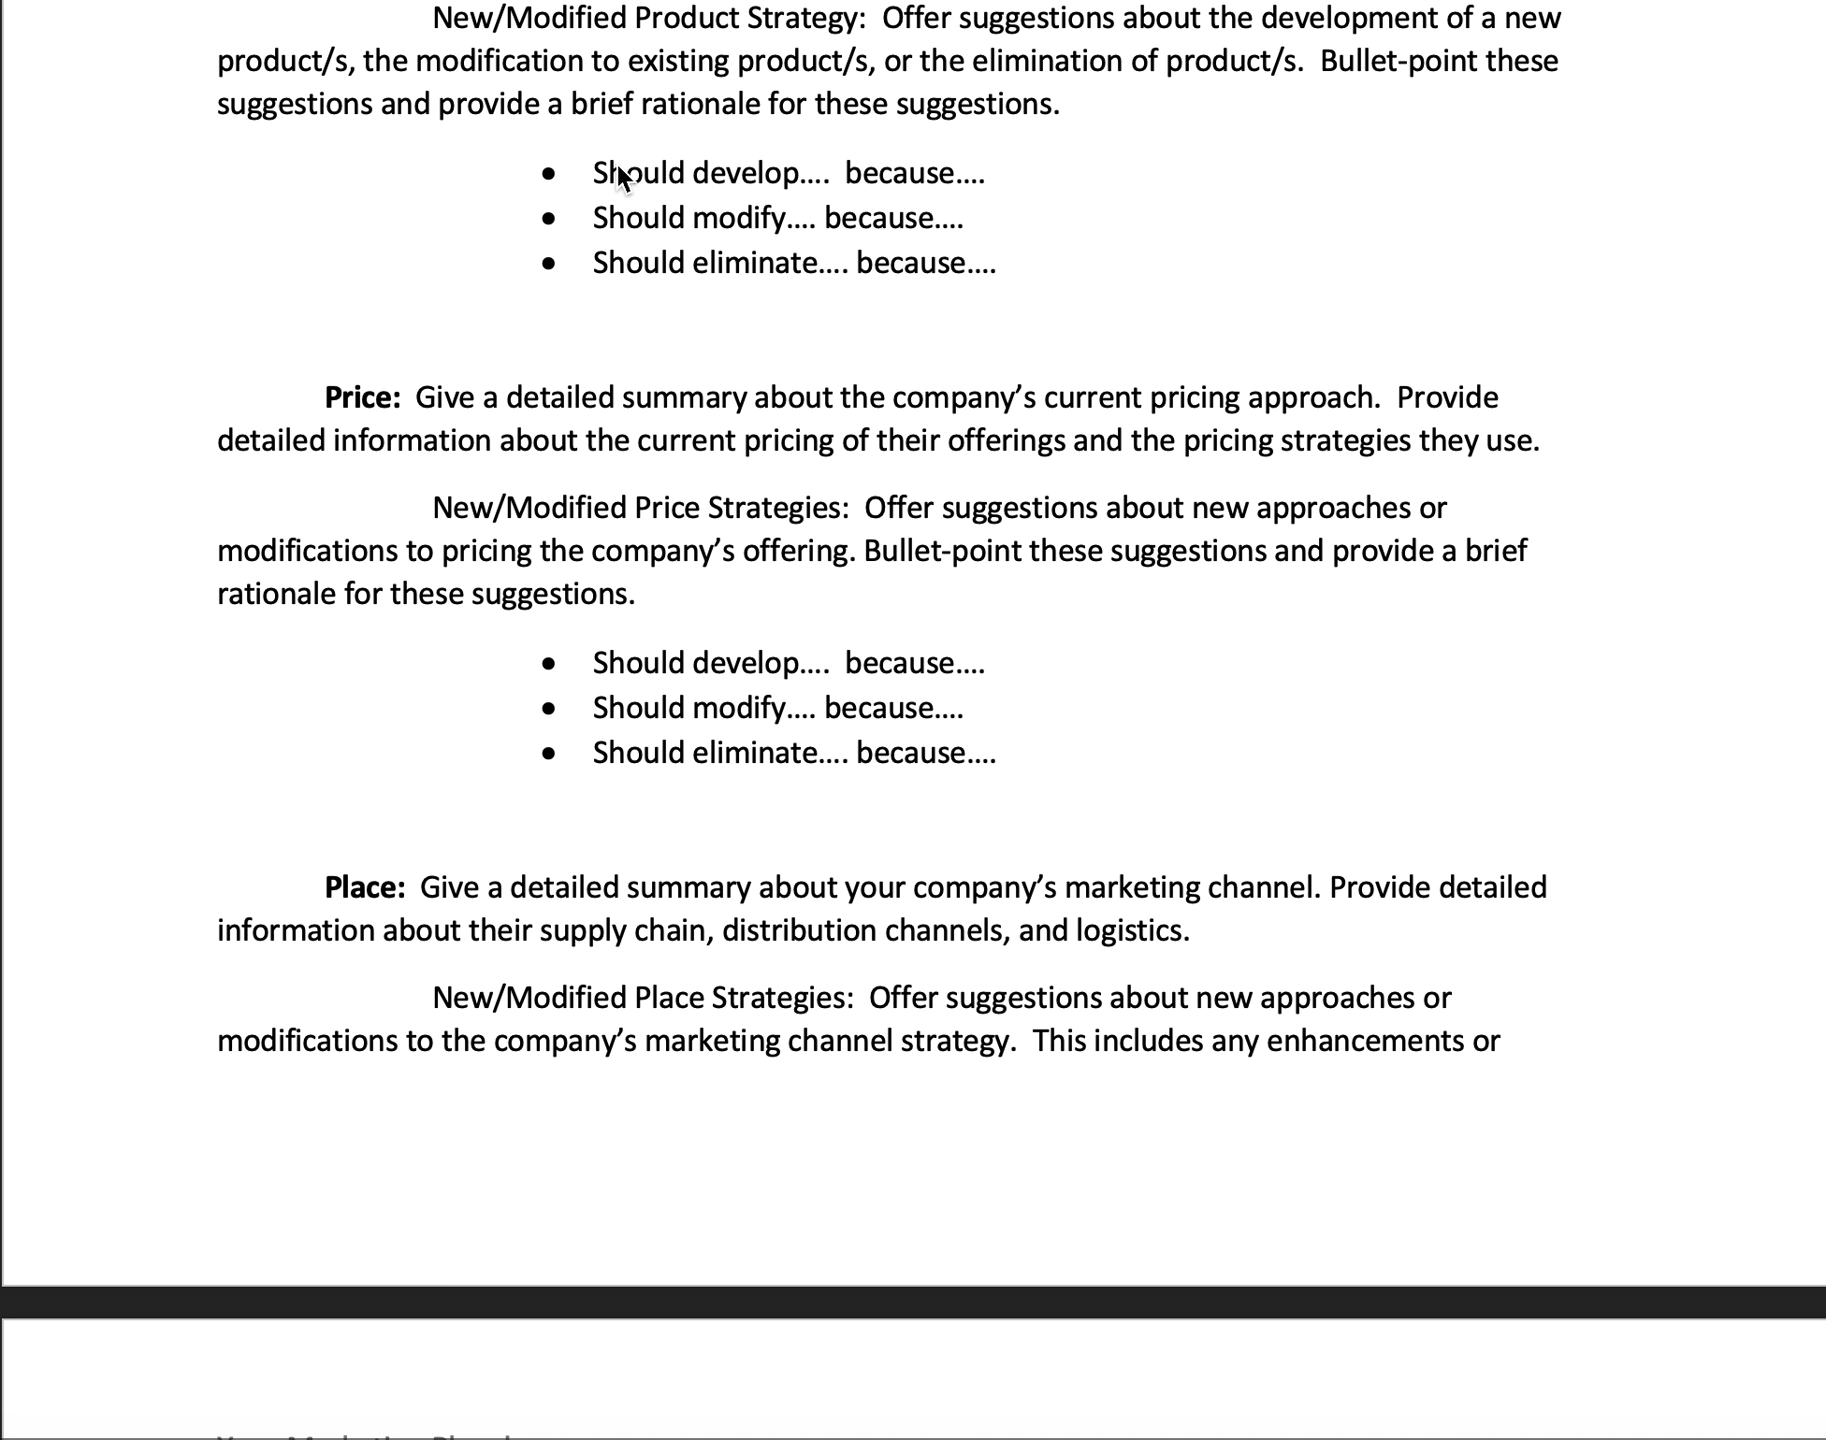 New/Modified Product Strategy:  Offer suggestions about the development of a new
product/s, the modification to existing product/s, or the elimination of product/s.  Bullet-point these
suggestions and provide a brief rationale for these suggestions.
• Should develop....  because....
• Should modify.... because....
• Should eliminate.... because....
Price:  Give a detailed summary about the company’s current pricing approach.  Provide
detailed information about the current pricing of their offerings and the pricing strategies they use.
New/Modified Price Strategies:  Offer suggestions about new approaches or
modifications to pricing the company’s offering. Bullet-point these suggestions and provide a brief
rationale for these suggestions.
• Should develop....  because....
• Should modify.... because....
• Should eliminate.... because....
Place:  Give a detailed summary about your company’s marketing channel. Provide detailed
information about their supply chain, distribution channels, and logistics.
New/Modified Place Strategies:  Offer suggestions about new approaches or
modifications to the company’s marketing channel strategy.  This includes any enhancements or